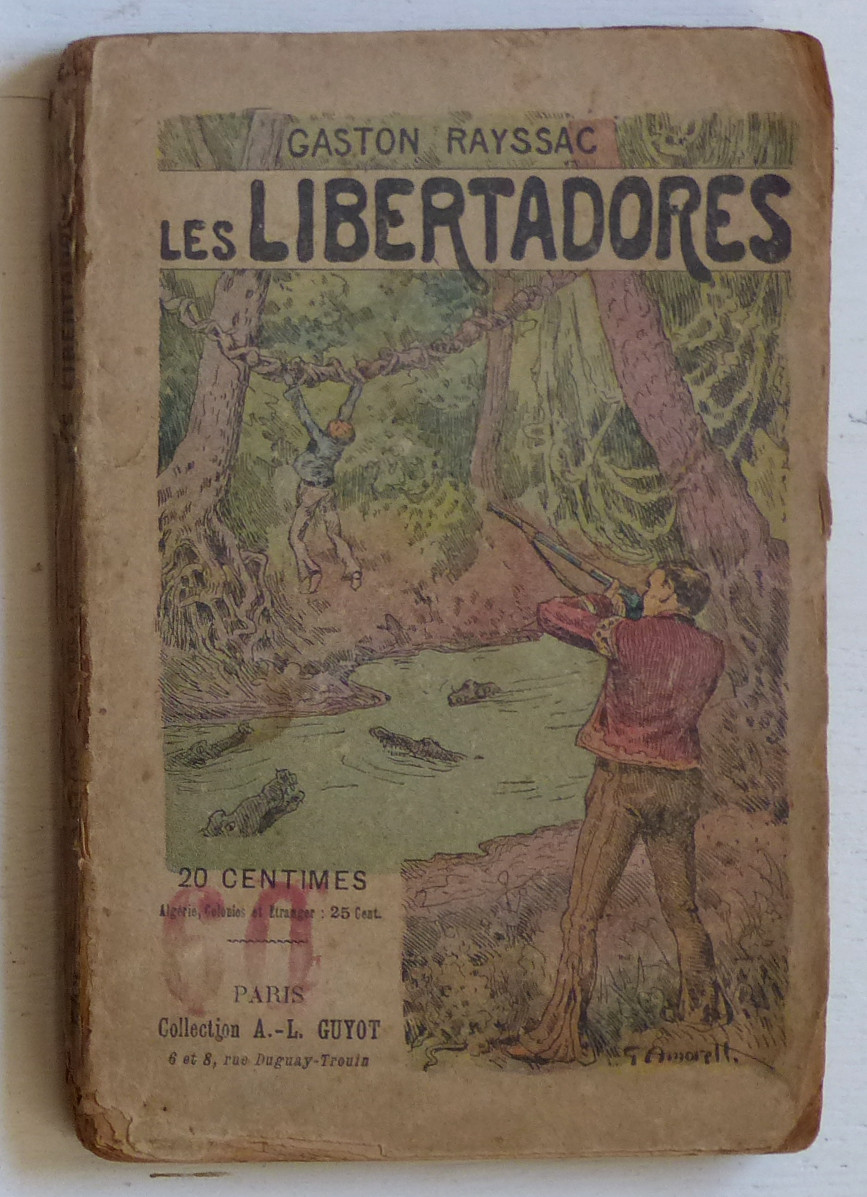 GASTON RAYSSAC
LES LIBERTADORES
20 CENTIMES
Algérie, Colonies et Etranger : 25 Cent.
60
PARIS
Collection A.-L. GUYOT
6 et 8, rue Duguay-Trouin